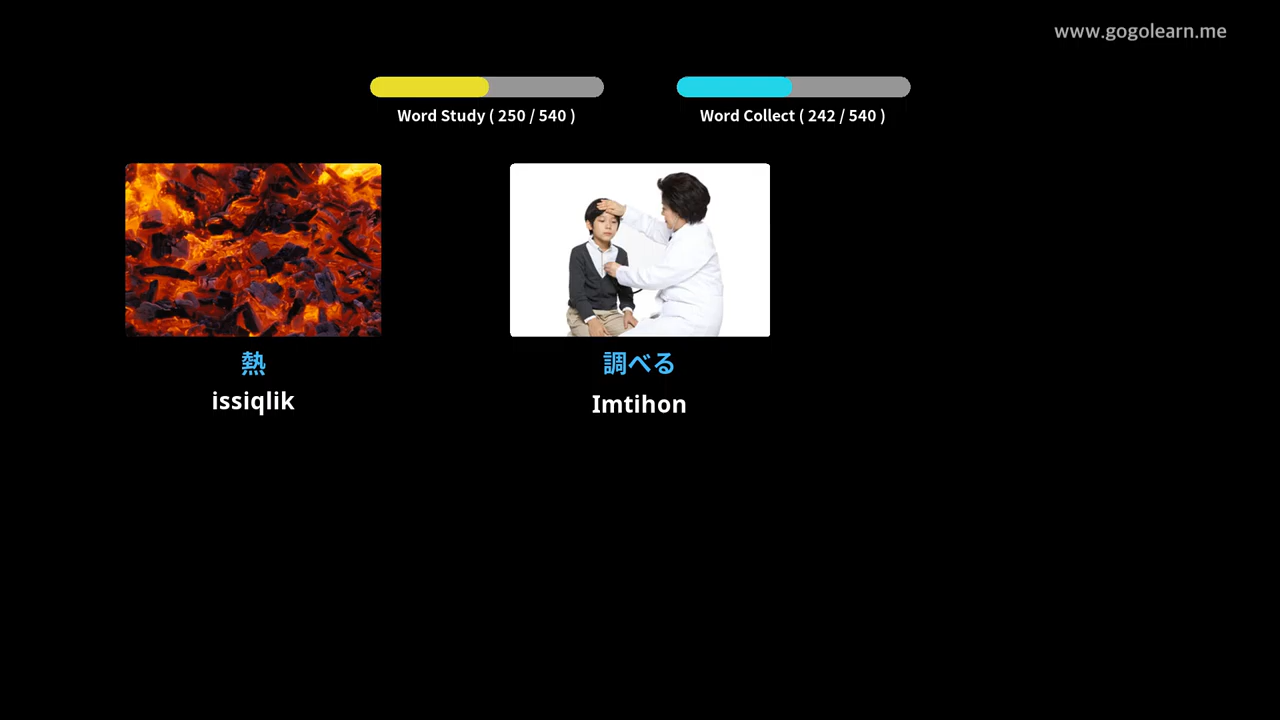 www.gogolearn.me
Word Study ( 250 / 540 )
Word Collect ( 242 / 540 )
熱
issiqlik
調べる
Imtihon